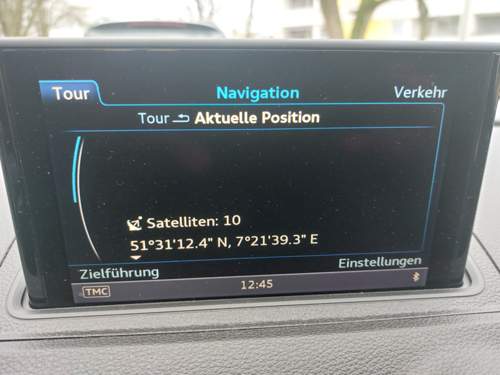 Tour Navigation Verkehr
Tour Aktuelle Position
Satelliten: 10
51°31'12.4" N, 7°21'39.3" E
Zielführung Einstellungen
TMC 12:45